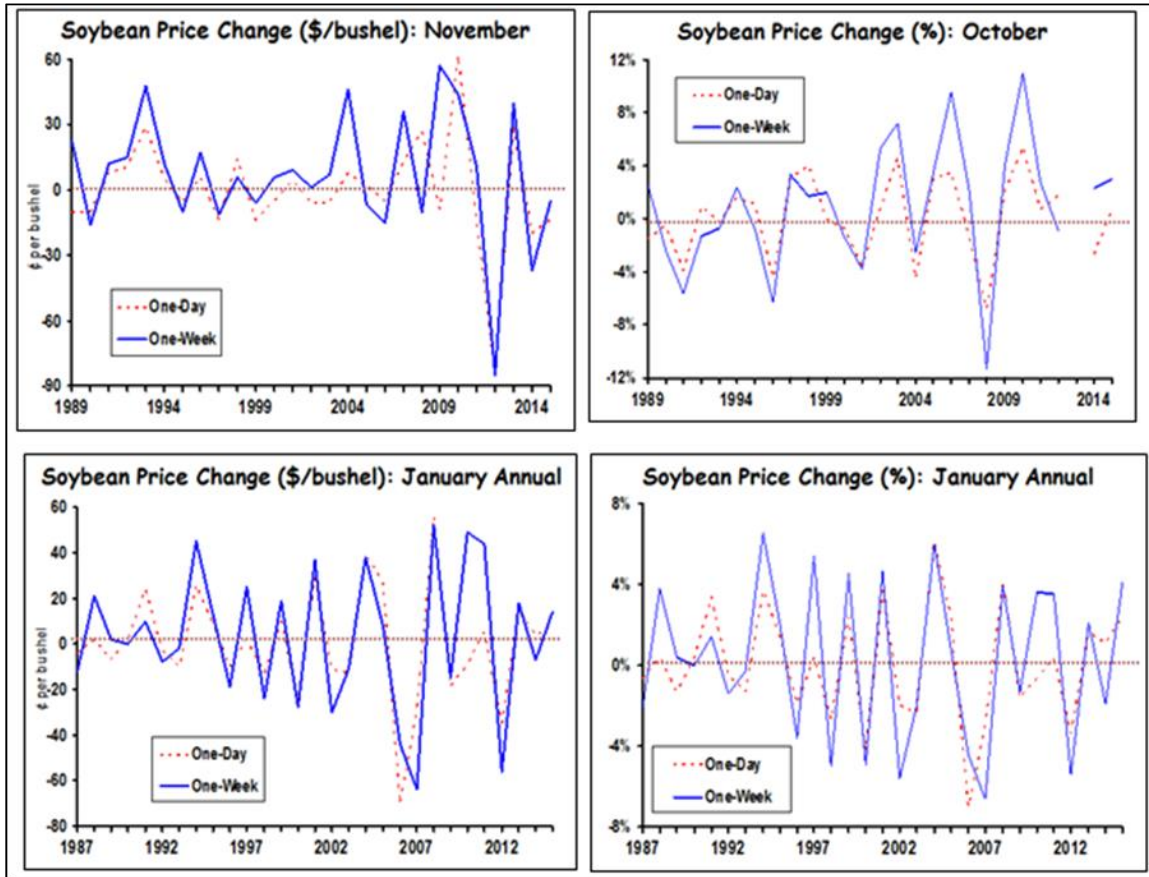 Soybean Price Change ($/bushel): November
60
30
0
-30
-60
-90
¢ per bushel
One-Day
One-Week
1989 1994 1999 2004 2009 2014
Soybean Price Change (%): October
12%
8%
4%
0%
-4%
-8%
-12%
One-Day
One-Week
1989 1994 1999 2004 2009 2014
Soybean Price Change ($/bushel): January Annual
60
40
20
0
-20
-40
-60
-80
¢ per bushel
One-Day
One-Week
1987 1992 1997 2002 2007 2012
Soybean Price Change (%): January Annual
8%
4%
0%
-4%
-8%
One-Day
One-Week
1987 1992 1997 2002 2007 2012